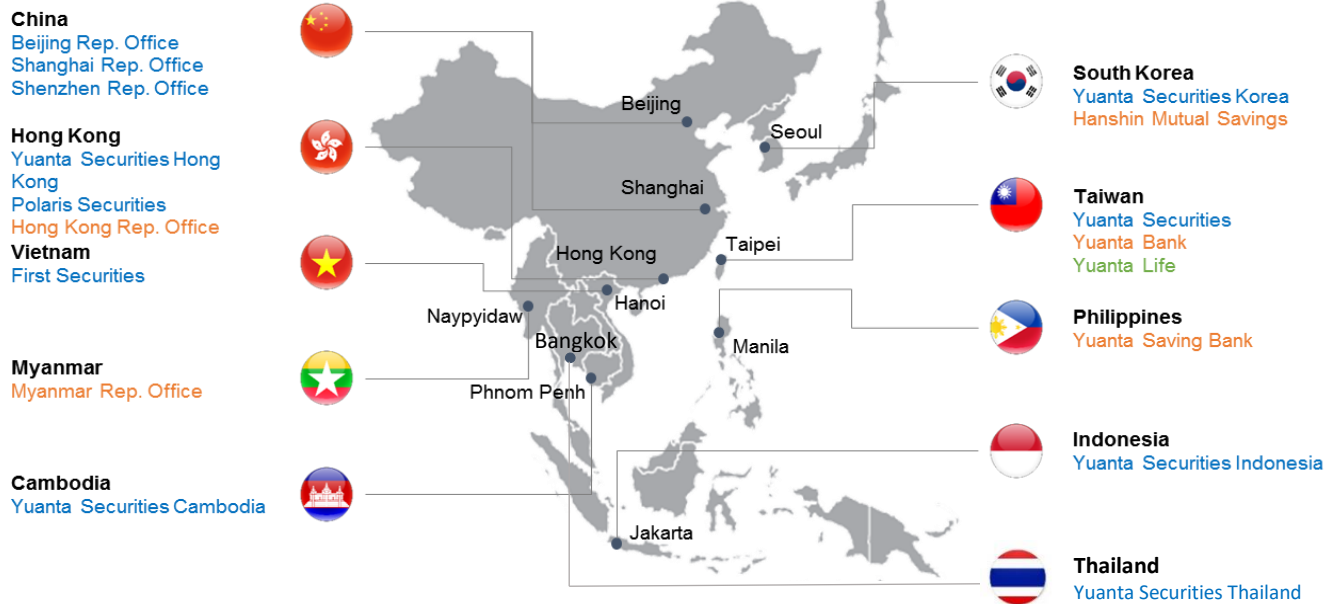 China
Beijing Rep. Office
Shanghai Rep. Office
Shenzhen Rep. Office
Hong Kong
Yuanta Securities Hong
Kong
Polaris Securities
Hong Kong Rep. Office
Vietnam
First Securities
Myanmar
Myanmar Rep. Office
Cambodia
Yuanta Securities Cambodia
Beijing
Seoul
Shanghai
Hong Kong
Taipei
Hanoi
Naypyidaw
Bangkok
Manila
Phnom Penh
Jakarta
South Korea
Yuanta Securities Korea
Hanshin Mutual Savings
Taiwan
Yuanta Securities
Yuanta Bank
Yuanta Life
Philippines
Yuanta Saving Bank
Indonesia
Yuanta Securities Indonesia
Thailand
Yuanta Securities Thailand